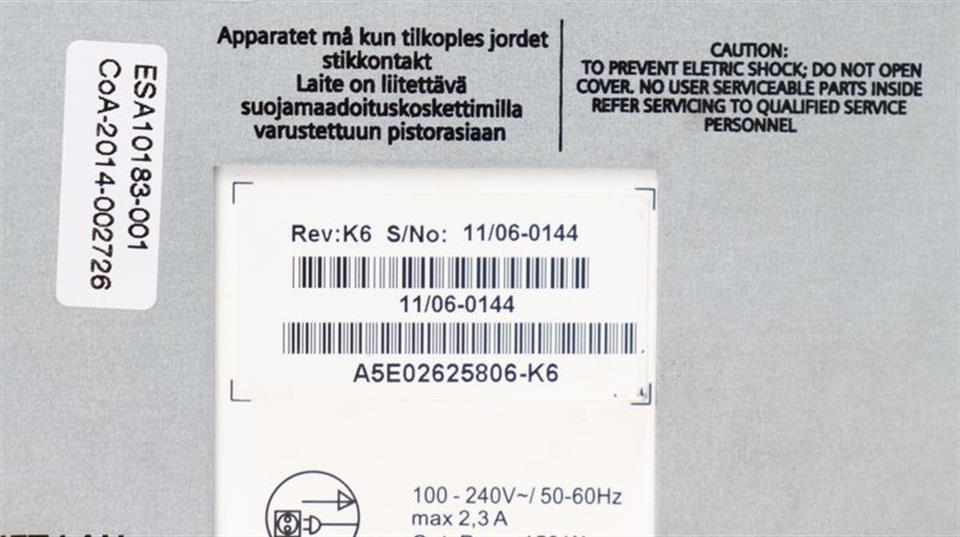 ESA10183-001
CoA-2014-002726
Apparatet må kun tilkoples jordet
stikkontakt
Laite on liitettävä
suojamaadoituskoskettimilla
varustettuun pistorasiaan
CAUTION:
TO PREVENT ELETRIC SHOCK; DO NOT OPEN
COVER. NO USER SERVICEABLE PARTS INSIDE
REFER SERVICING TO QUALIFIED SERVICE
PERSONNEL
Rev:K6 S/No: 11/06-0144
11/06-0144
A5E02625806-K6
100 - 240V~/ 50-60Hz
max 2,3 A